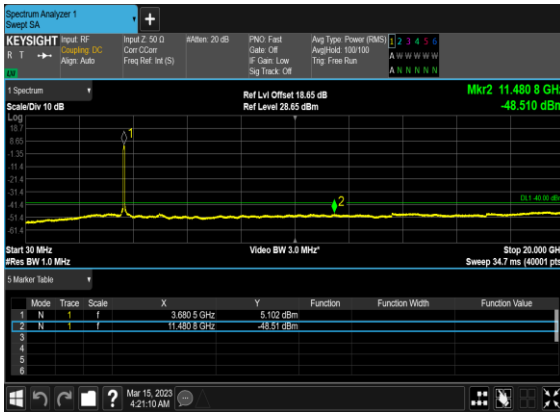 Spectrum Analyzer 1
Swept SA
+
KEYSIGHT Input: RF Input Z: 50 Ω #Atten: 20 dB PNO: Fast Avg Type: Power (RMS) 1 2 3 4 5 6
R T Coupling: DC Corr CCorr Gate: Off Avg|Hold: 100/100 A W W W W W
Align: Auto Freq Ref: Int (S) IF Gain: Low Trig: Free Run
LW Sig Track: Off A N N N N N
1 Spectrum Ref Lvl Offset 18.65 dB Mkr2 11.480 8 GHz
Scale/Div 10 dB Ref Level 28.65 dBm -48.510 dBm
Log
18.7
8.65
-1.35
-11.4
-21.4
-31.4
-41.4
-51.4
-61.4
1
2
DL1 -40.00 dBm
Start 30 MHz Video BW 3.0 MHz* Stop 20.000 GHz
#Res BW 1.0 MHz Sweep 34.7 ms (40001 pts)
5 Marker Table
Mode Trace Scale X Y Function Function Width Function Value
1 N 1 f 3.680 5 GHz 5.102 dBm
2 N 1 f 11.480 8 GHz -48.51 dBm
3
4
5
6
? Mar 15, 2023
4:21:10 AM